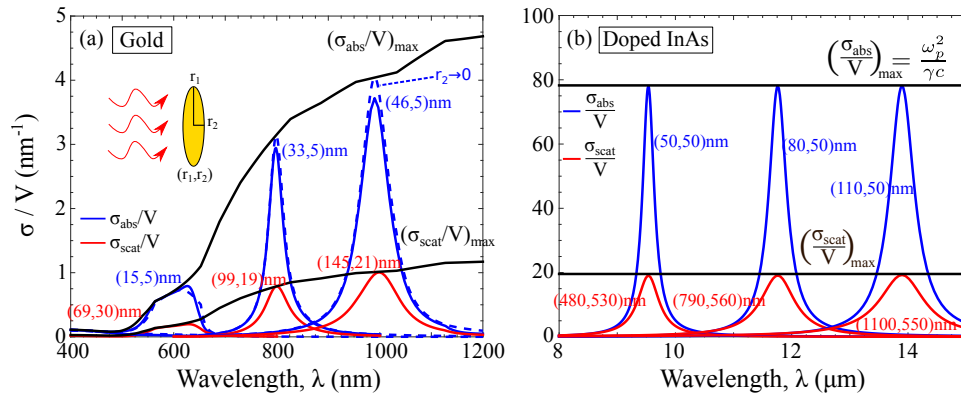 (a) Gold
(σabs/V)max
r₂→0
(46,5)nm
r₁
r₂
(33,5)nm
(r₁,r₂)
σabs/V
σscat/V
(σscat/V)max
(15,5)nm
(99,19)nm
(145,21)nm
(69,30)nm
σ / V (nm⁻¹)
5
4
3
2
1
0
400 600 800 1000 1200
Wavelength, λ (nm)
(b) Doped InAs
(σabs/V)max = ωp²/γc
σabs/V
σscat/V
(50,50)nm
(80,50)nm
(110,50)nm
(σscat/V)max
(480,530)nm
(790,560)nm
(1100,550)nm
100
80
60
40
20
0
8 10 12 14
Wavelength, λ (μm)